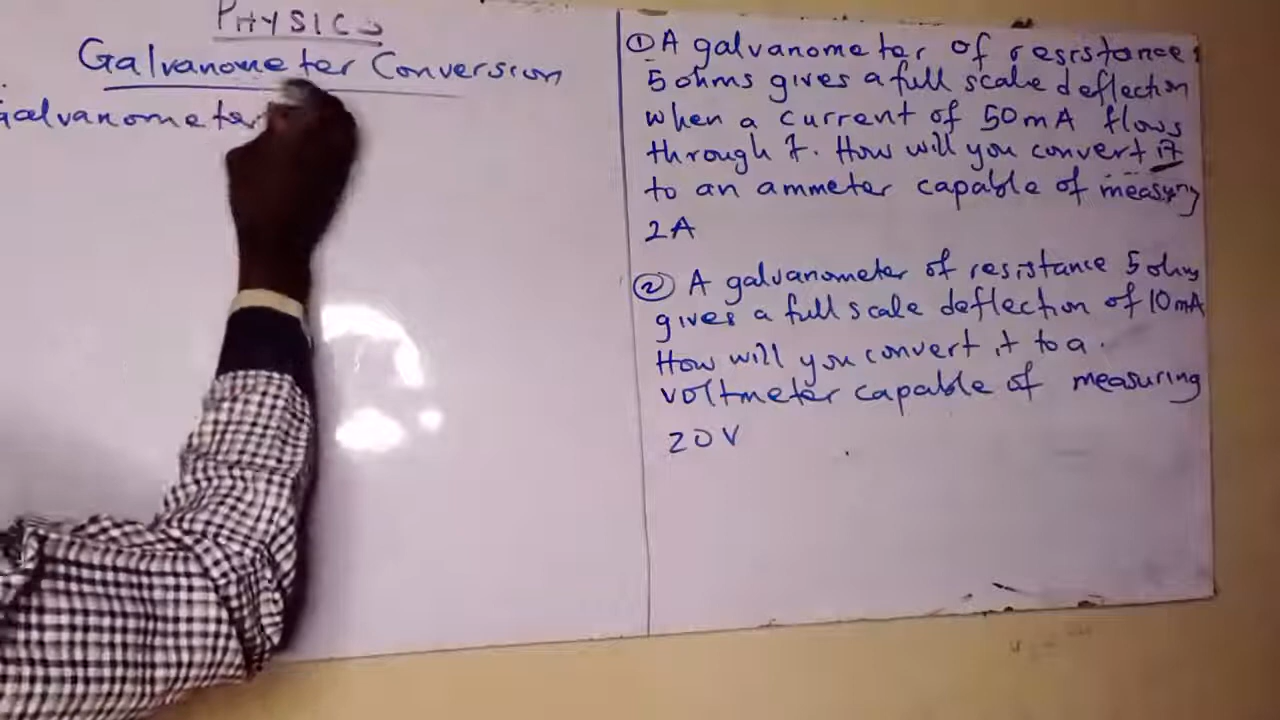 PHYSICS
Galvanometer Conversion
Galvanometer
① A galvanometer of resistance
5 ohms gives a full scale deflection
when a current of 50mA flows
through it. How will you convert it
to an ammeter capable of measuring
2A
② A galvanometer of resistance 5 ohms
gives a full scale deflection of 10mA
How will you convert it to a
voltmeter capable of measuring
20V